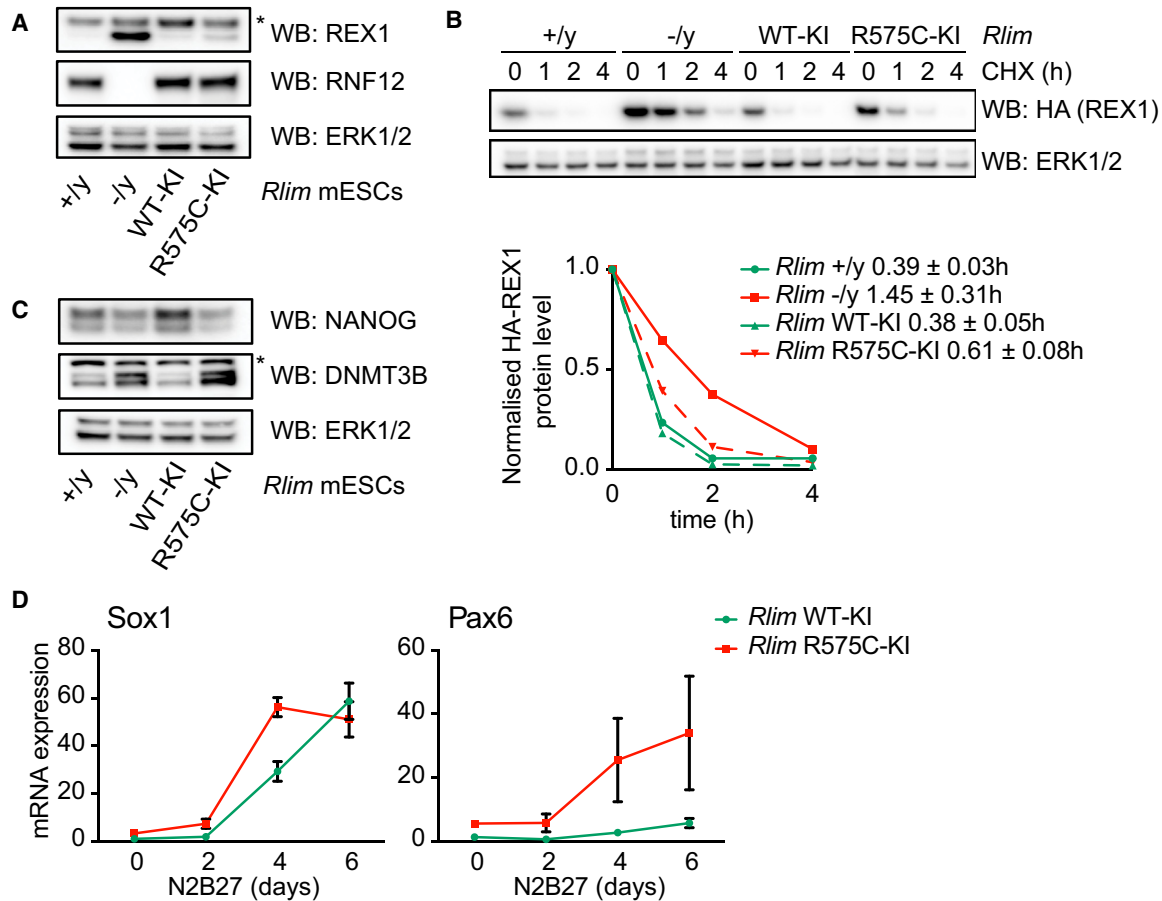 A
*
WB: REX1
WB: RNF12
WB: ERK1/2
+/y
-/y
WT-KI
R575C-KI
Rlim mESCs
B
+/y -/y WT-KI R575C-KI Rlim
0 1 2 4 0 1 2 4 0 1 2 4 0 1 2 4 CHX (h)
WB: HA (REX1)
WB: ERK1/2
Normalised HA-REX1
protein level
1.0
0.5
0.0
0 2 4
time (h)
Rlim +/y 0.39 ± 0.03h
Rlim -/y 1.45 ± 0.31h
Rlim WT-KI 0.38 ± 0.05h
Rlim R575C-KI 0.61 ± 0.08h
C
WB: NANOG
*
WB: DNMT3B
WB: ERK1/2
+/y
-/y
WT-KI
R575C-KI
Rlim mESCs
D
Sox1
mRNA expression
80
60
40
20
0
0 2 4 6
N2B27 (days)
Pax6
60
40
20
0
0 2 4 6
N2B27 (days)
Rlim WT-KI
Rlim R575C-KI